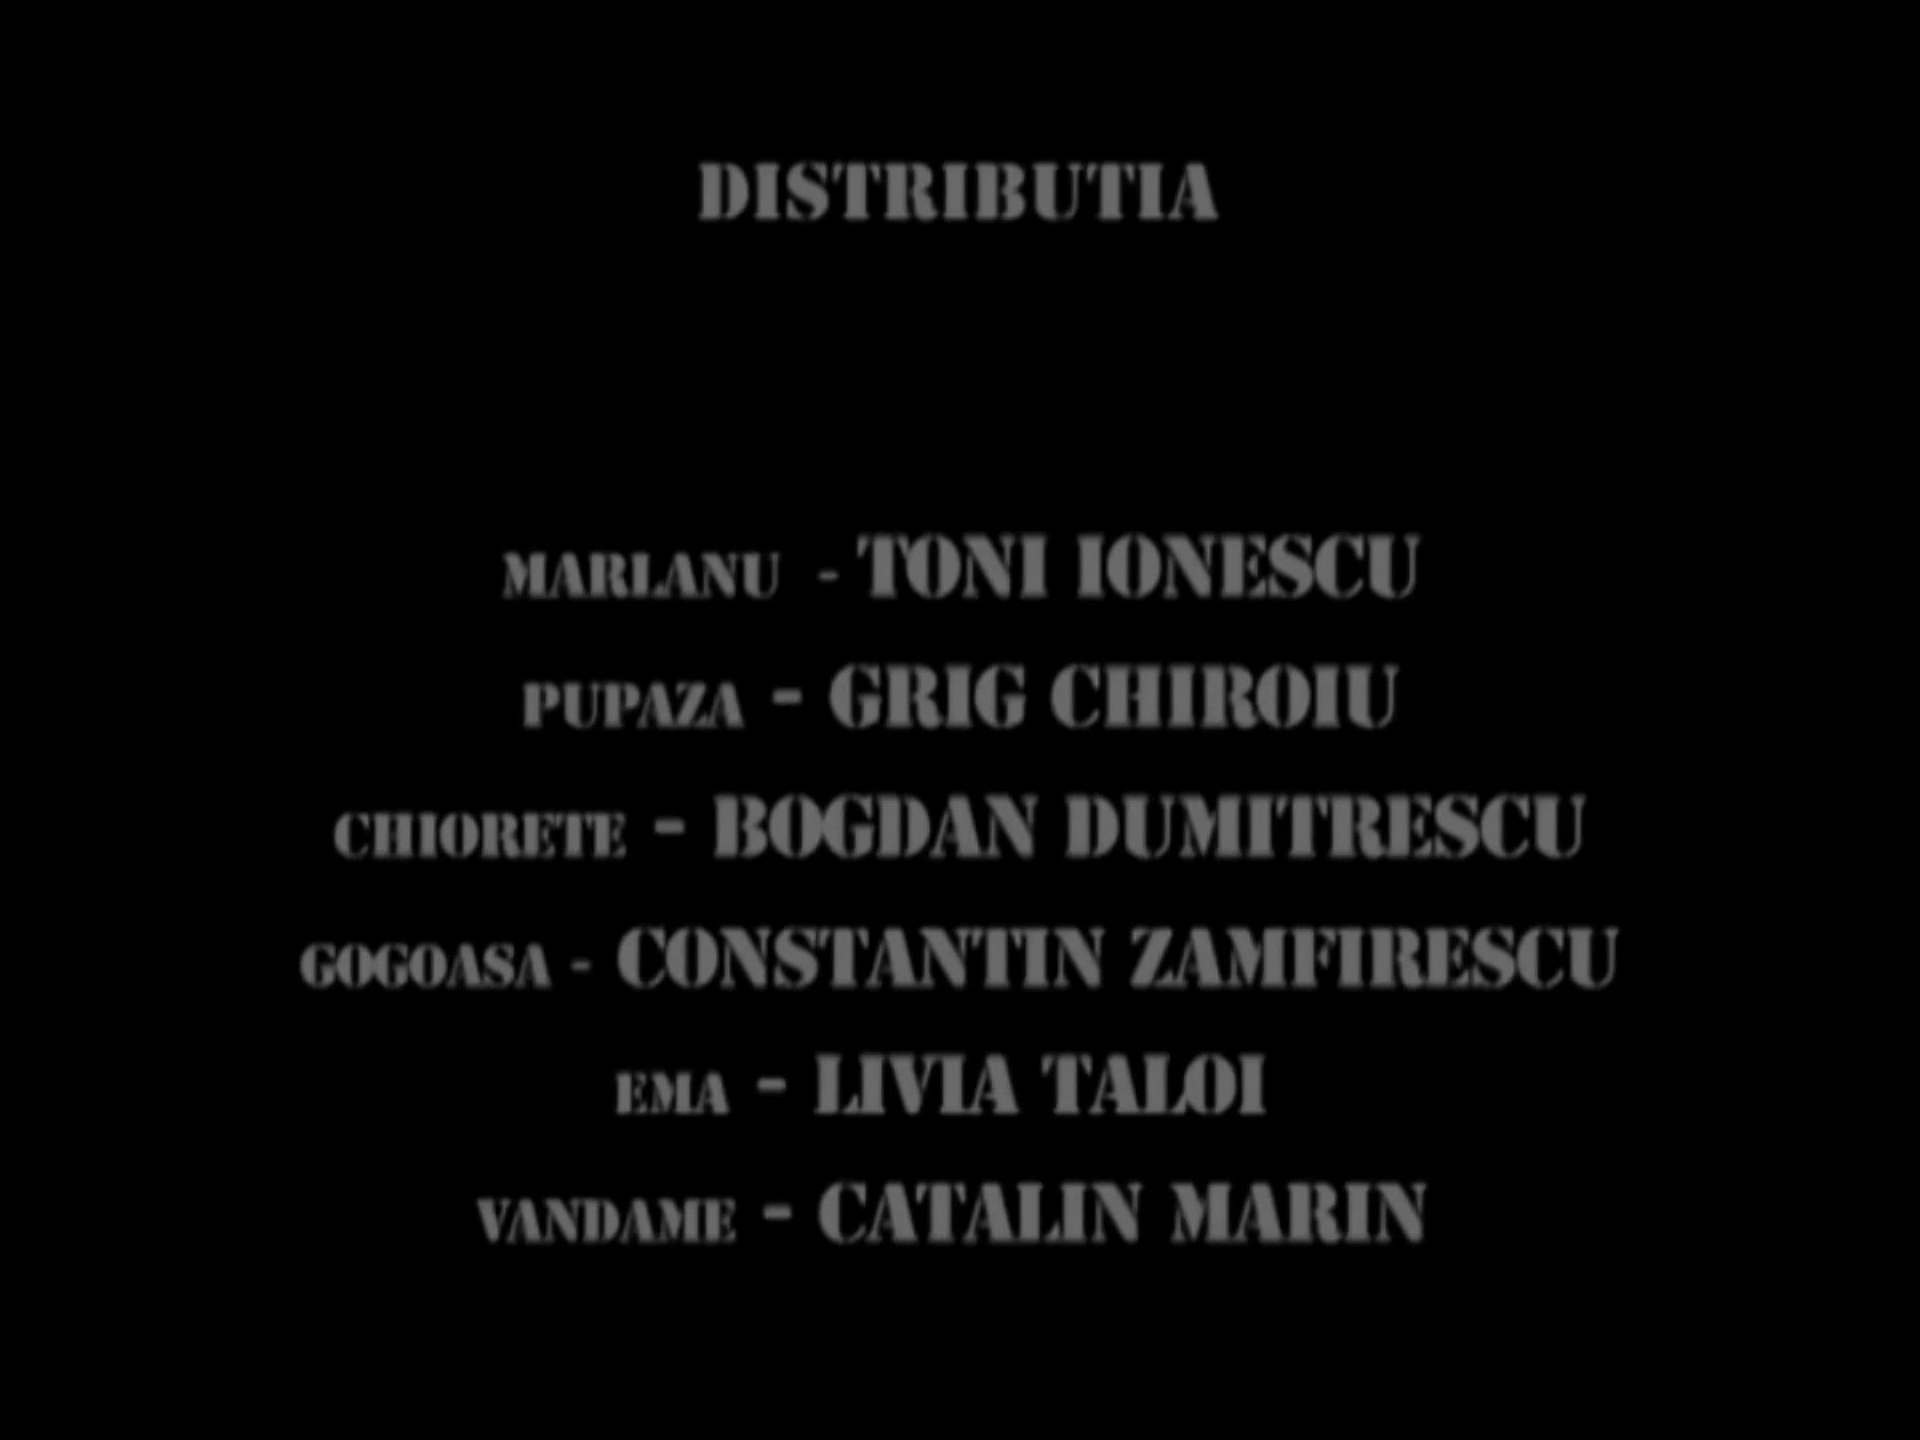 DISTRIBUTIA
MARLANU - TONI IONESCU
PUPAZA - GRIG CHIROIU
CHIORETE - BOGDAN DUMITRESCU
GOGOASA - CONSTANTIN ZAMFIRESCU
EMA - LIVIA TALOI
VANDAME - CATALIN MARIN